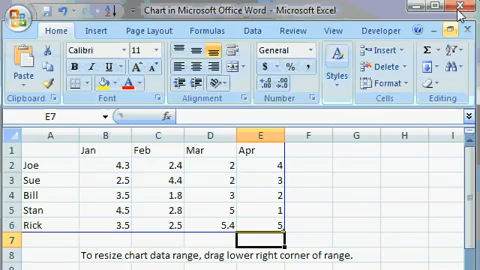 Chart in Microsoft Office Word - Microsoft Excel
Home Insert Page Layout Formulas Data Review View Developer
Paste Calibri 11 General Styles Insert
B I U A A $ % , Delete
Format
Clipboard Font Alignment Number Cells Editing
E7 fx
A B C D E F G H I
1 Jan Feb Mar Apr
2 Joe 4.3 2.4 2 4
3 Sue 2.5 4.4 2 3
4 Bill 3.5 1.8 3 2
5 Stan 4.5 2.8 5 1
6 Rick 3.5 2.5 5.4 5
7
8 To resize chart data range, drag lower right corner of range.